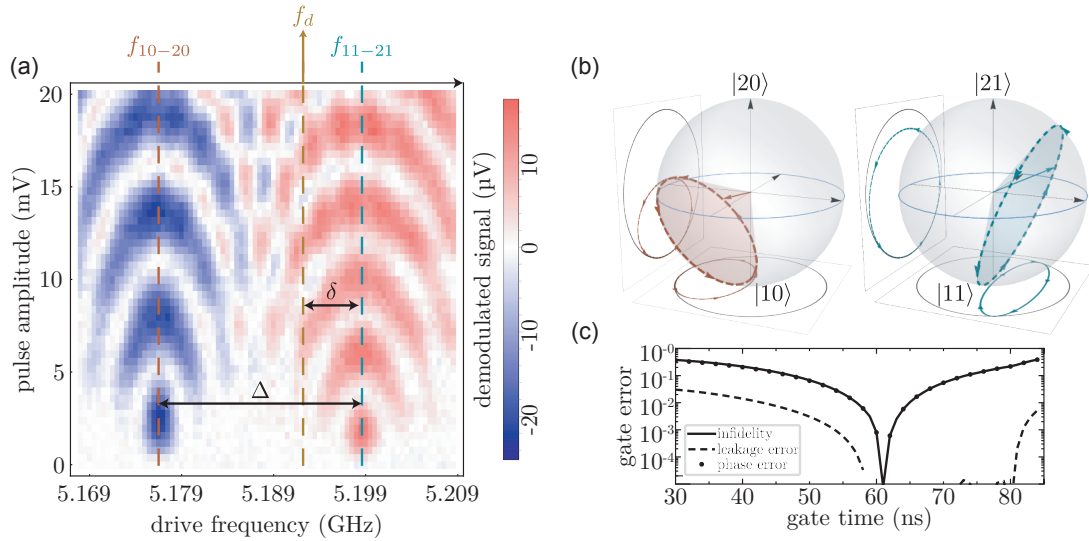 (a)
f10−20
fd
f11−21
pulse amplitude (mV)
20
15
10
5
0
δ
Δ
5.169
5.179
5.189
5.199
5.209
drive frequency (GHz)
10
0
-10
-20
demodulated signal (µV)
(b)
|20⟩
|10⟩
|21⟩
|11⟩
(c)
gate error
10-0
10-1
10-2
10-3
10-4
infidelity
leakage error
phase error
30
40
50
60
70
80
gate time (ns)